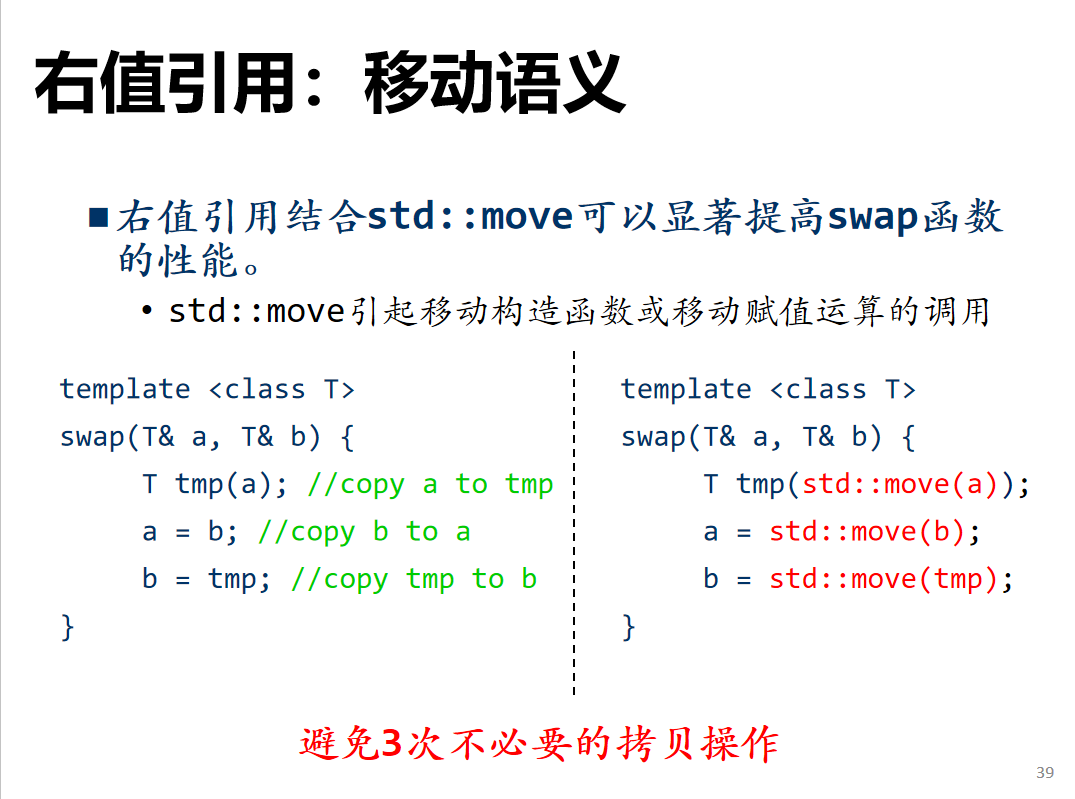 右值引用：移动语义
■右值引用结合std::move可以显著提高swap函数
的性能。
• std::move引起移动构造函数或移动赋值运算的调用
template <class T>
swap(T& a, T& b) {
T tmp(a); //copy a to tmp
a = b; //copy b to a
b = tmp; //copy tmp to b
}
template <class T>
swap(T& a, T& b) {
T tmp(std::move(a));
a = std::move(b);
b = std::move(tmp);
}
避免3次不必要的拷贝操作
39